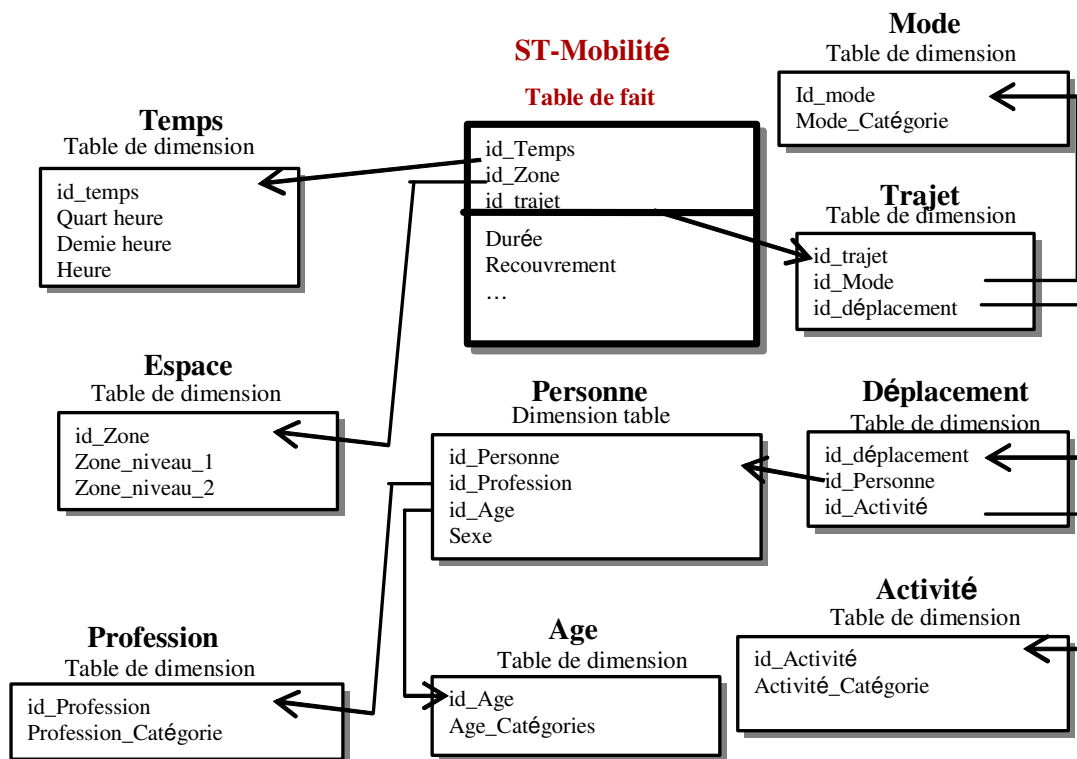 ST-Mobilité
Table de fait
id_Temps
id_Zone
id_trajet
Durée
Recouvrement
…
Mode
Table de dimension
Id_mode
Mode_Catégorie
Temps
Table de dimension
id_temps
Quart heure
Demie heure
Heure
Trajet
Table de dimension
id_trajet
id_Mode
id_déplacement
Espace
Table de dimension
id_Zone
Zone_niveau_1
Zone_niveau_2
Personne
Dimension table
id_Personne
id_Profession
id_Age
Sexe
Déplacement
Table de dimension
id_déplacement
id_Personne
id_Activité
Profession
Table de dimension
id_Profession
Profession_Catégorie
Age
Table de dimension
id_Age
Age_Catégories
Activité
Table de dimension
id_Activité
Activité_Catégorie